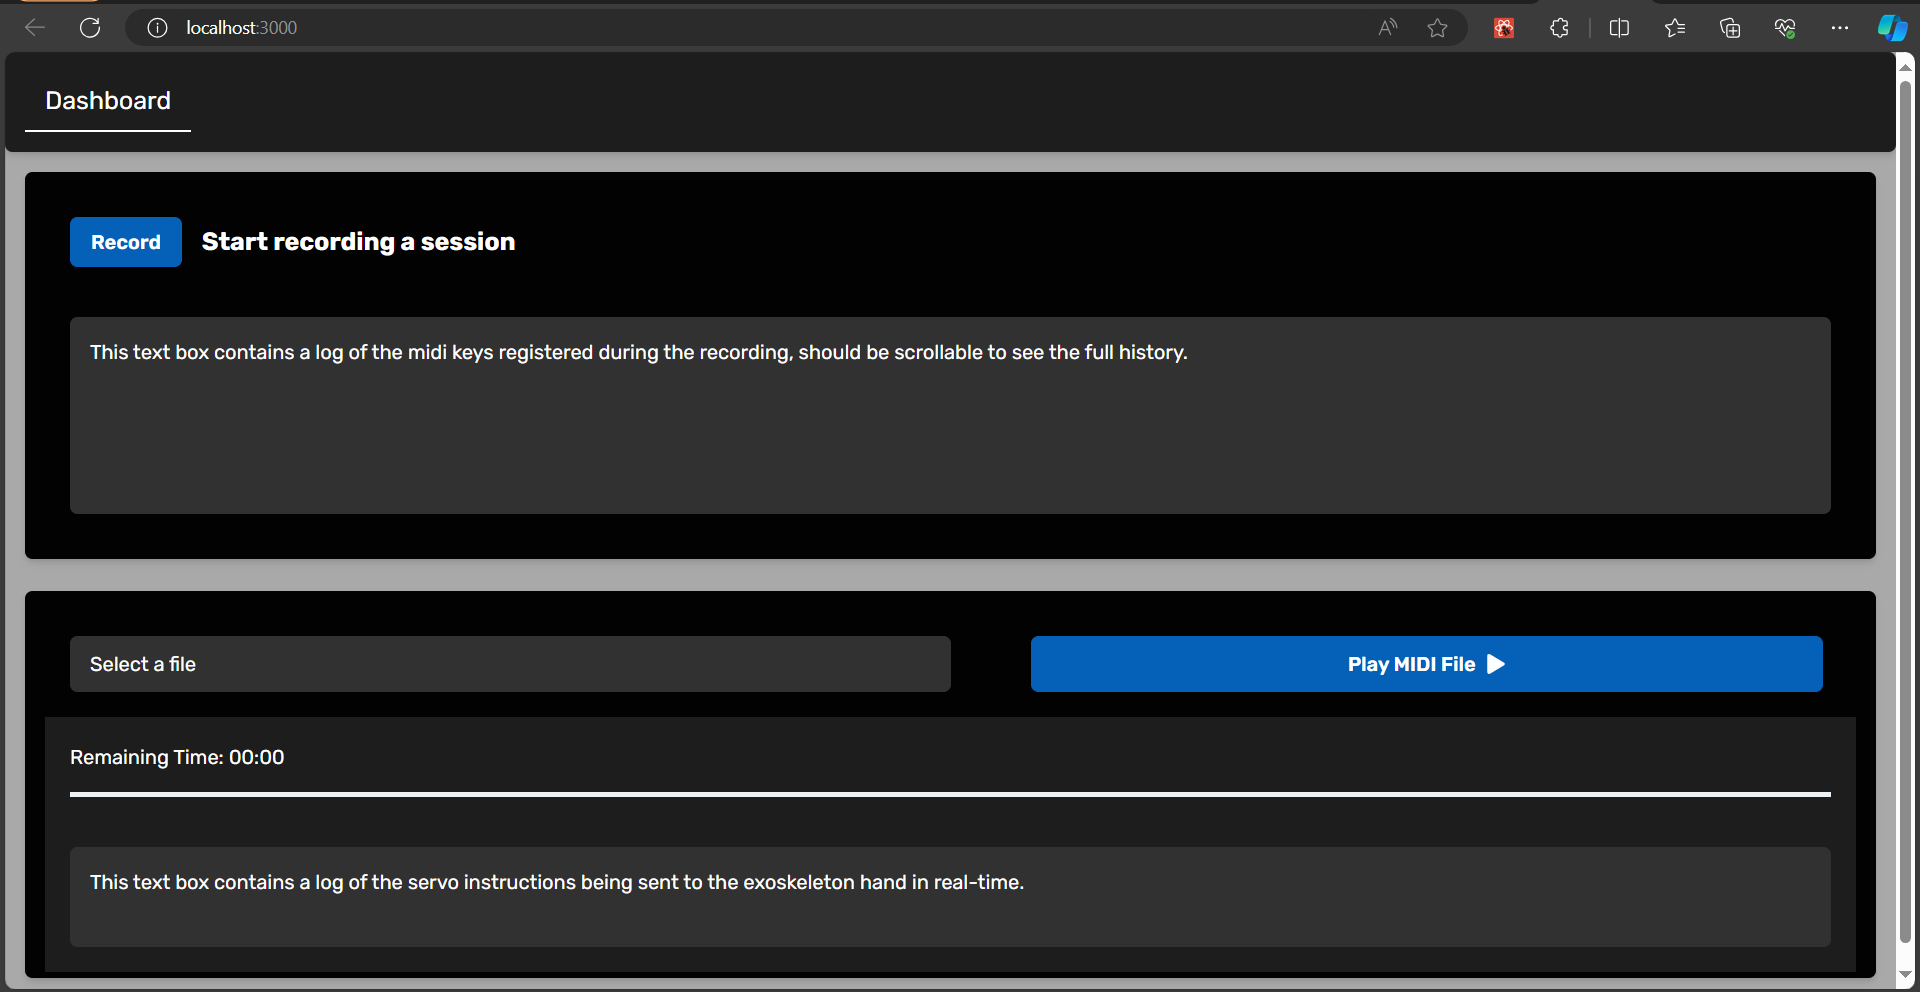 localhost:3000
Dashboard
Record
Start recording a session
This text box contains a log of the midi keys registered during the recording, should be scrollable to see the full history.
Select a file
Play MIDI File
Remaining Time: 00:00
This text box contains a log of the servo instructions being sent to the exoskeleton hand in real-time.